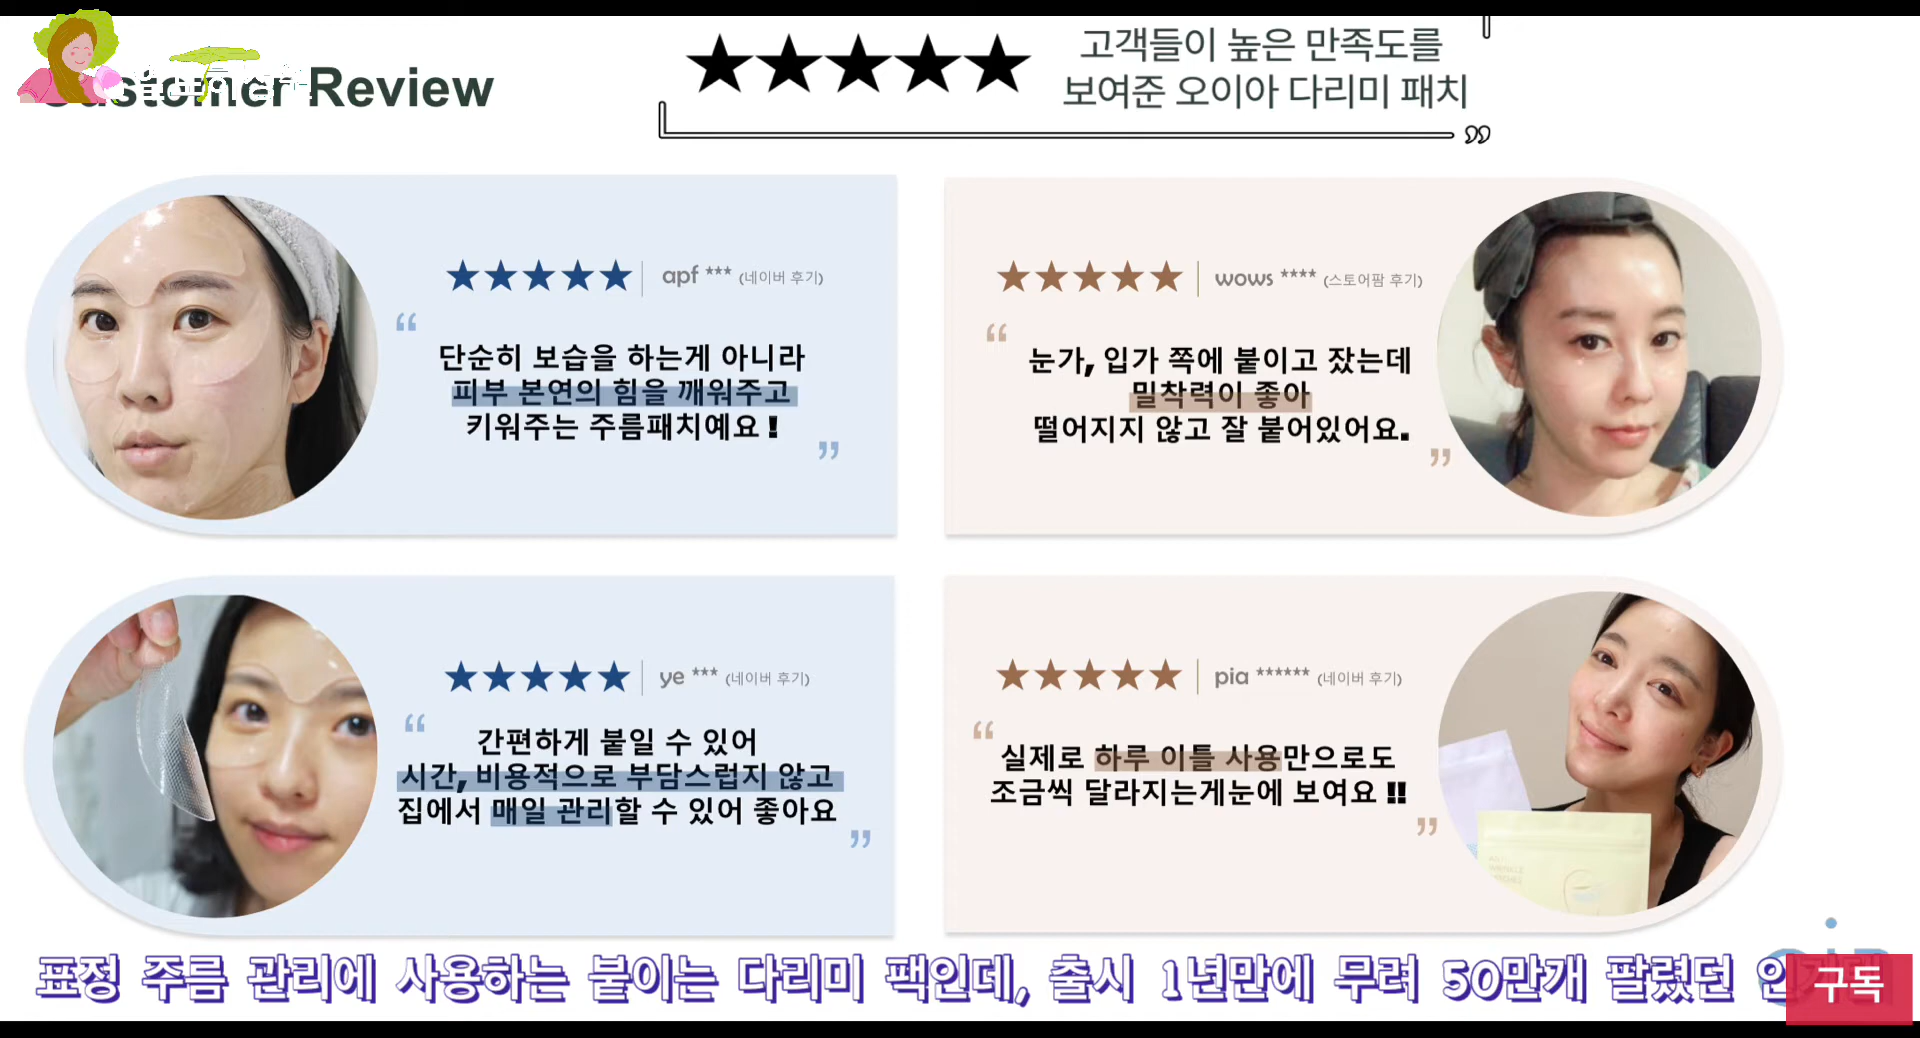 Customer Review
★★★★★
고객들이 높은 만족도를
보여준 오이아 다리미 패치
”
★★★★★ apf *** (네이버 후기)
“
단순히 보습을 하는게 아니라
피부 본연의 힘을 깨워주고
키워주는 주름패치예요 !
”
★★★★★ wows **** (스토어팜 후기)
“
눈가, 입가 쪽에 붙이고 잤는데
밀착력이 좋아
떨어지지 않고 잘 붙어있어요.
”
★★★★★ ye *** (네이버 후기)
“
간편하게 붙일 수 있어
시간, 비용적으로 부담스럽지 않고
집에서 매일 관리할 수 있어 좋아요
”
★★★★★ pia ****** (네이버 후기)
“
실제로 하루 이틀 사용만으로도
조금씩 달라지는게눈에 보여요 !!
”
표정 주름 관리에 사용하는 붙이는 다리미 팩인데, 출시 1년만에 무려 50만개 팔렸던
구독